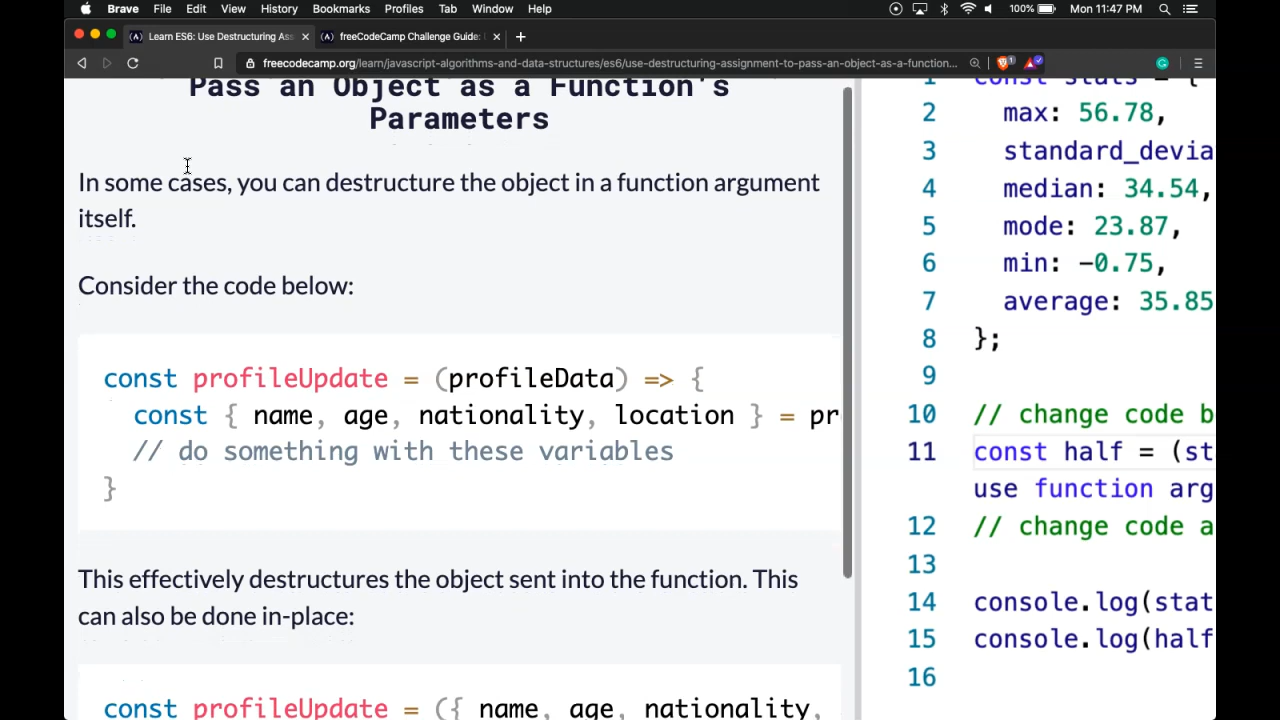 Brave File Edit View History Bookmarks Profiles Tab Window Help 100% Mon 11:47 PM
Learn ES6: Use Destructuring Ass
freeCodeCamp Challenge Guide:
freecodecamp.org/learn/javascript-algorithms-and-data-structures/es6/use-destructuring-assignment-to-pass-an-object-as-a-function...
Pass an Object as a Function's
Parameters
In some cases, you can destructure the object in a function argument
itself.
Consider the code below:
const profileUpdate = (profileData) => {
const { name, age, nationality, location } = pr
// do something with these variables
}
This effectively destructures the object sent into the function. This
can also be done in-place:
const profileUpdate = ({ name, age, nationality,
1 const stats = {
2 max: 56.78,
3 standard_devia
4 median: 34.54,
5 mode: 23.87,
6 min: -0.75,
7 average: 35.85
8 };
9
10 // change code b
11 const half = (st
use function arg
12 // change code a
13
14 console.log(stat
15 console.log(half
16